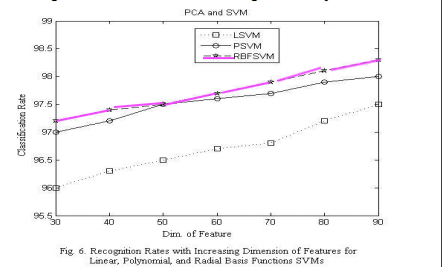 PCA and SVM
LSVM
PSVM
RBFSVM
Classification Rate
99
98.5
98
97.5
97
96.5
96
95.5
30 40 50 60 70 80 90
Dim. of Feature
Fig. 6. Recognition Rates with Increasing Dimension of Features for
Linear, Polynomial, and Radial Basis Functions SVMs